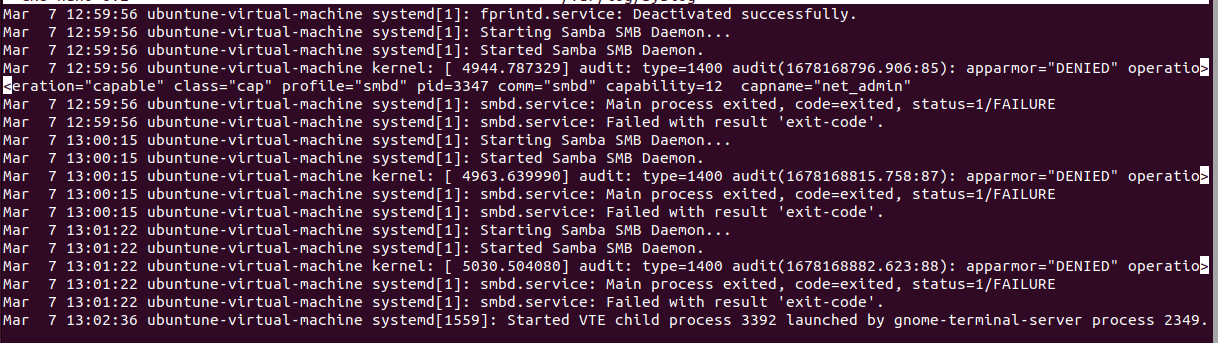 Mar  7 12:59:56 ubuntune-virtual-machine systemd[1]: fprintd.service: Deactivated successfully.
Mar  7 12:59:56 ubuntune-virtual-machine systemd[1]: Starting Samba SMB Daemon...
Mar  7 12:59:56 ubuntune-virtual-machine systemd[1]: Started Samba SMB Daemon.
Mar  7 12:59:56 ubuntune-virtual-machine kernel: [ 4944.787329] audit: type=1400 audit(1678168796.906:85): apparmor="DENIED" operatio>
<eration="capable" class="cap" profile="smbd" pid=3347 comm="smbd" capability=12  capname="net_admin"
Mar  7 12:59:56 ubuntune-virtual-machine systemd[1]: smbd.service: Main process exited, code=exited, status=1/FAILURE
Mar  7 12:59:56 ubuntune-virtual-machine systemd[1]: smbd.service: Failed with result 'exit-code'.
Mar  7 13:00:15 ubuntune-virtual-machine systemd[1]: Starting Samba SMB Daemon...
Mar  7 13:00:15 ubuntune-virtual-machine systemd[1]: Started Samba SMB Daemon.
Mar  7 13:00:15 ubuntune-virtual-machine kernel: [ 4963.639990] audit: type=1400 audit(1678168815.758:87): apparmor="DENIED" operatio>
Mar  7 13:00:15 ubuntune-virtual-machine systemd[1]: smbd.service: Main process exited, code=exited, status=1/FAILURE
Mar  7 13:00:15 ubuntune-virtual-machine systemd[1]: smbd.service: Failed with result 'exit-code'.
Mar  7 13:01:22 ubuntune-virtual-machine systemd[1]: Starting Samba SMB Daemon...
Mar  7 13:01:22 ubuntune-virtual-machine systemd[1]: Started Samba SMB Daemon.
Mar  7 13:01:22 ubuntune-virtual-machine kernel: [ 5030.504080] audit: type=1400 audit(1678168882.623:88): apparmor="DENIED" operatio>
Mar  7 13:01:22 ubuntune-virtual-machine systemd[1]: smbd.service: Main process exited, code=exited, status=1/FAILURE
Mar  7 13:01:22 ubuntune-virtual-machine systemd[1]: smbd.service: Failed with result 'exit-code'.
Mar  7 13:02:36 ubuntune-virtual-machine systemd[1559]: Started VTE child process 3392 launched by gnome-terminal-server process 2349.